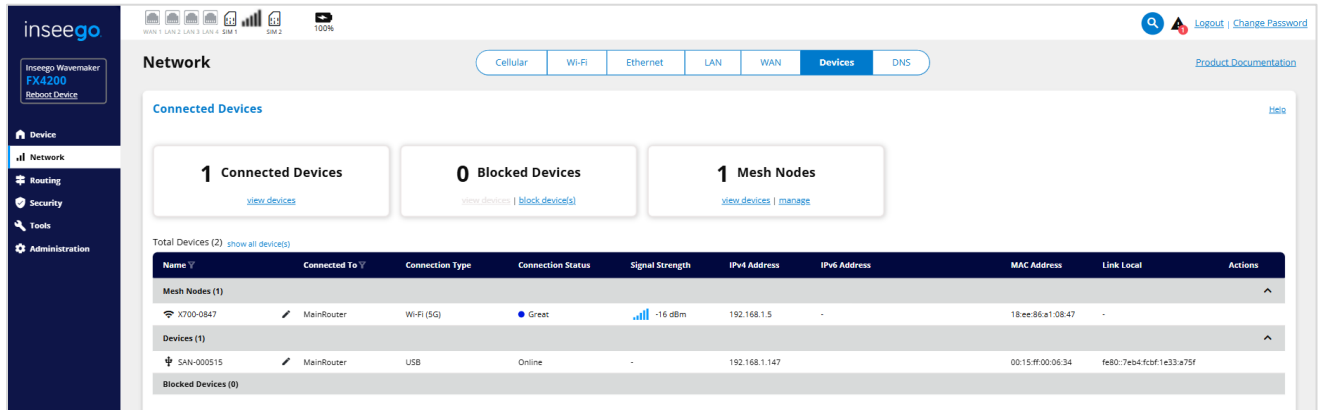 inseego
WAN 1 LAN 2 LAN 3 LAN 4 SIM 1 SIM 2 100%
1 Logout | Change Password
Inseego Wavemaker
FX4200
Reboot Device
Network
Cellular Wi-Fi Ethernet LAN WAN Devices DNS
Product Documentation
Device
Network
Routing
Security
Tools
Administration
Connected Devices
Help
1 Connected Devices
view devices
0 Blocked Devices
view devices | block device(s)
1 Mesh Nodes
view devices | manage
Total Devices (2) show all device(s)
Name Connected To Connection Type Connection Status Signal Strength IPv4 Address IPv6 Address MAC Address Link Local Actions
Mesh Nodes (1)
X700-0847 MainRouter Wi-Fi (5G) Great -16 dBm 192.168.1.5 - 18:ee:86:a1:08:47 -
Devices (1)
SAN-000515 MainRouter USB Online - 192.168.1.147 00:15:ff:00:06:34 fe80::7eb4:fcbf:1e33:a75f
Blocked Devices (0)